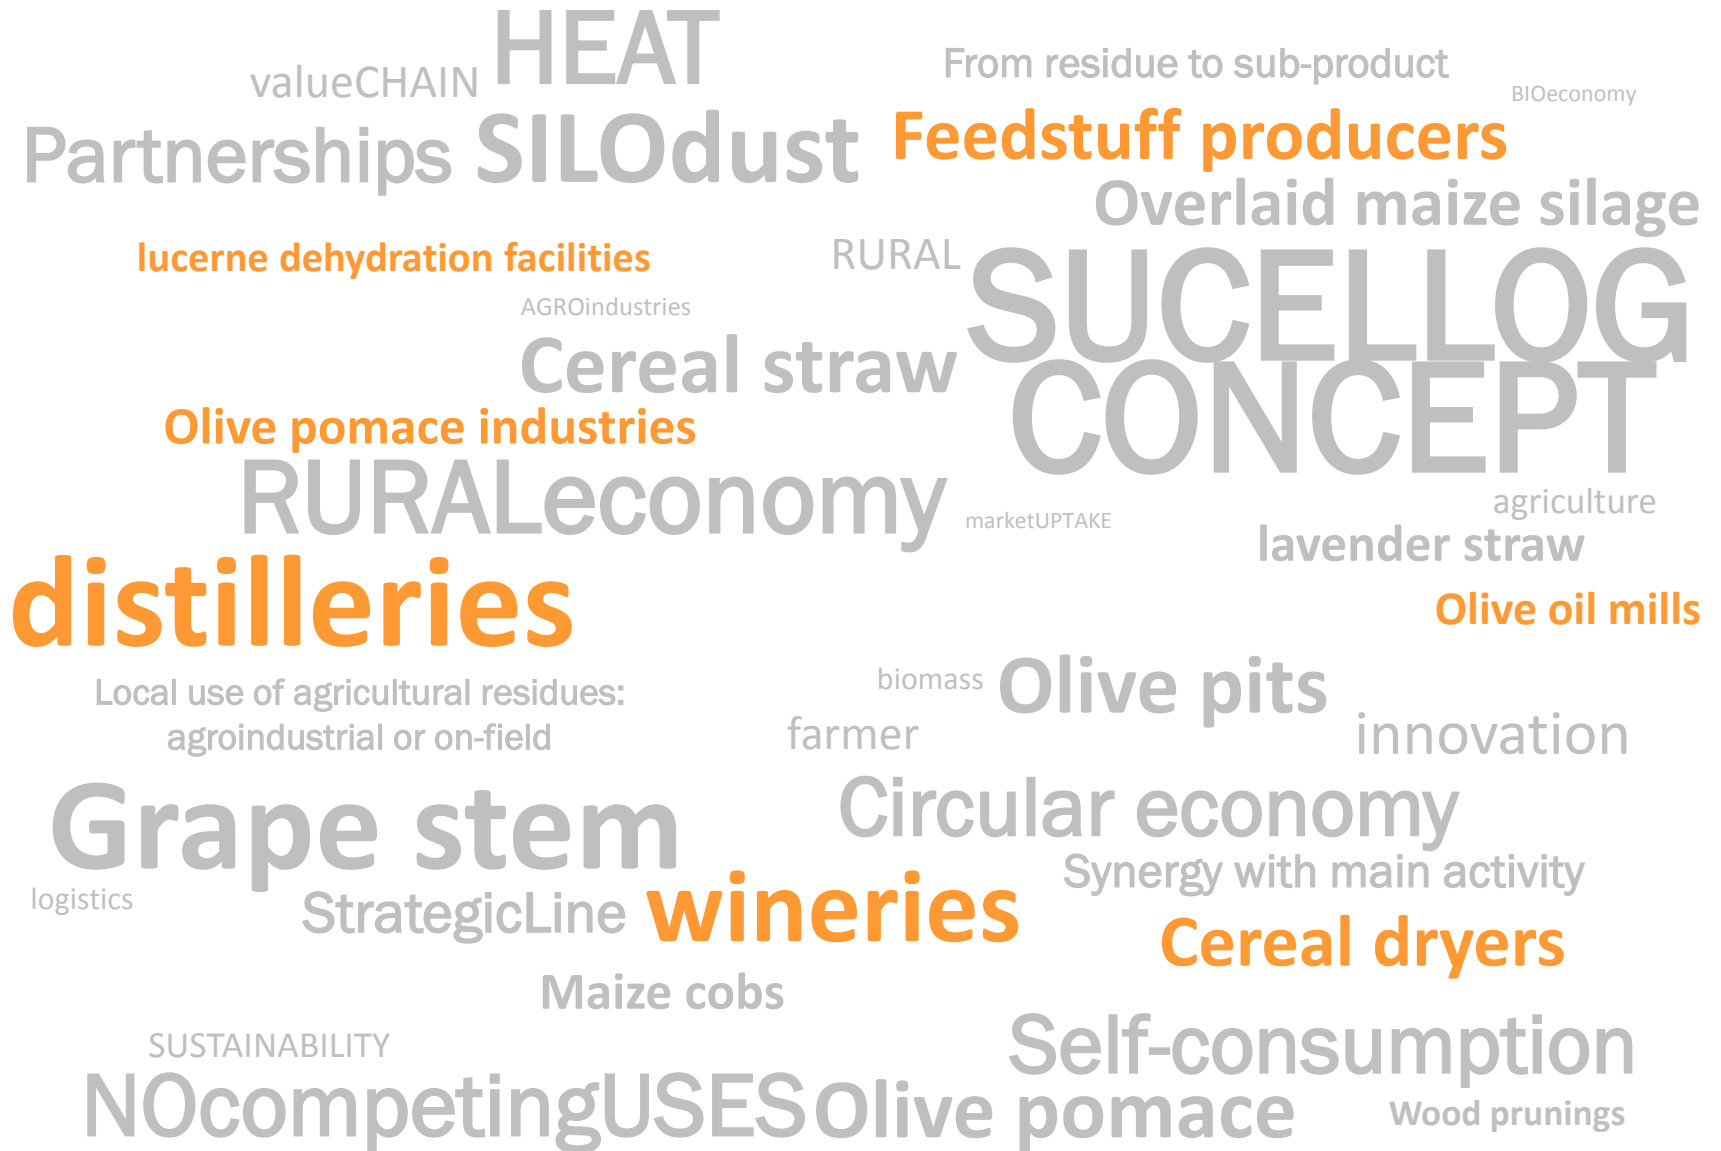 HEAT
valueCHAIN
From residue to sub-product
BIOeconomy
Partnerships
SILOdust
Feedstuff producers
Overlaid maize silage
lucerne dehydration facilities
RURAL
SUCELLOG
CONCEPT
AGROindustries
Cereal straw
Olive pomace industries
RURALeconomy
marketUPTAKE
agriculture
lavender straw
distilleries
Olive oil mills
Local use of agricultural residues:
agroindustrial or on-field
biomass
Olive pits
farmer
innovation
Grape stem
Circular economy
Synergy with main activity
logistics
StrategicLine
wineries
Cereal dryers
Maize cobs
SUSTAINABILITY
Self-consumption
NOcompetingUSES
Olive pomace
Wood prunings